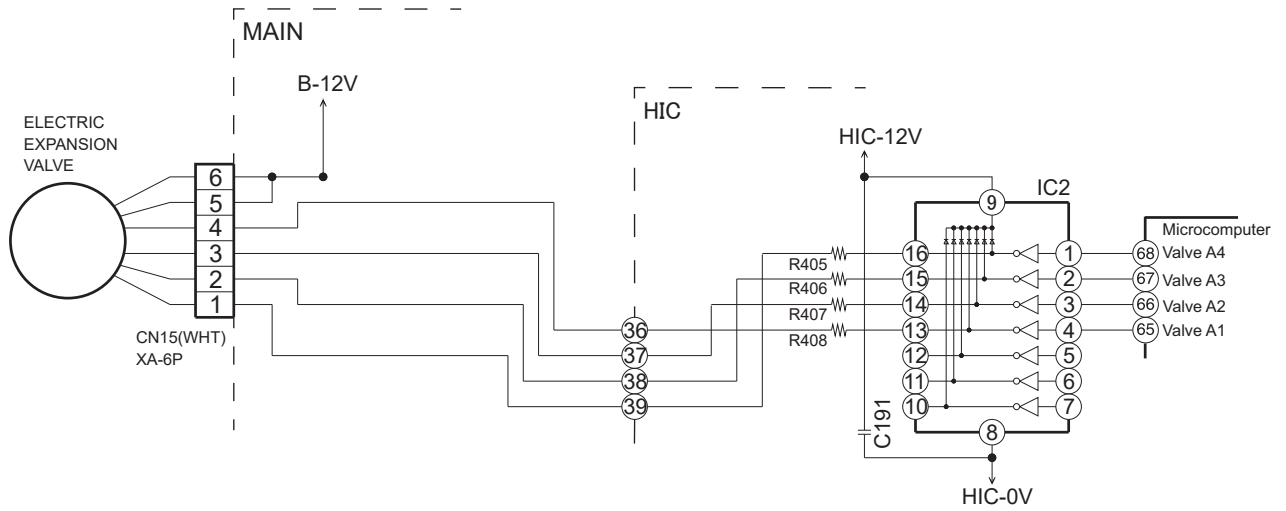 MAIN
B-12V
ELECTRIC
EXPANSION
VALVE
6
5
4
3
2
1
CN15(WHT)
XA-6P
HIC
36
37
38
39
HIC-12V
R405
R406
R407
R408
C191
IC2
9
16
15
14
13
12
11
10
1
2
3
4
5
6
7
8
HIC-0V
Microcomputer
68 Valve A4
67 Valve A3
66 Valve A2
65 Valve A1